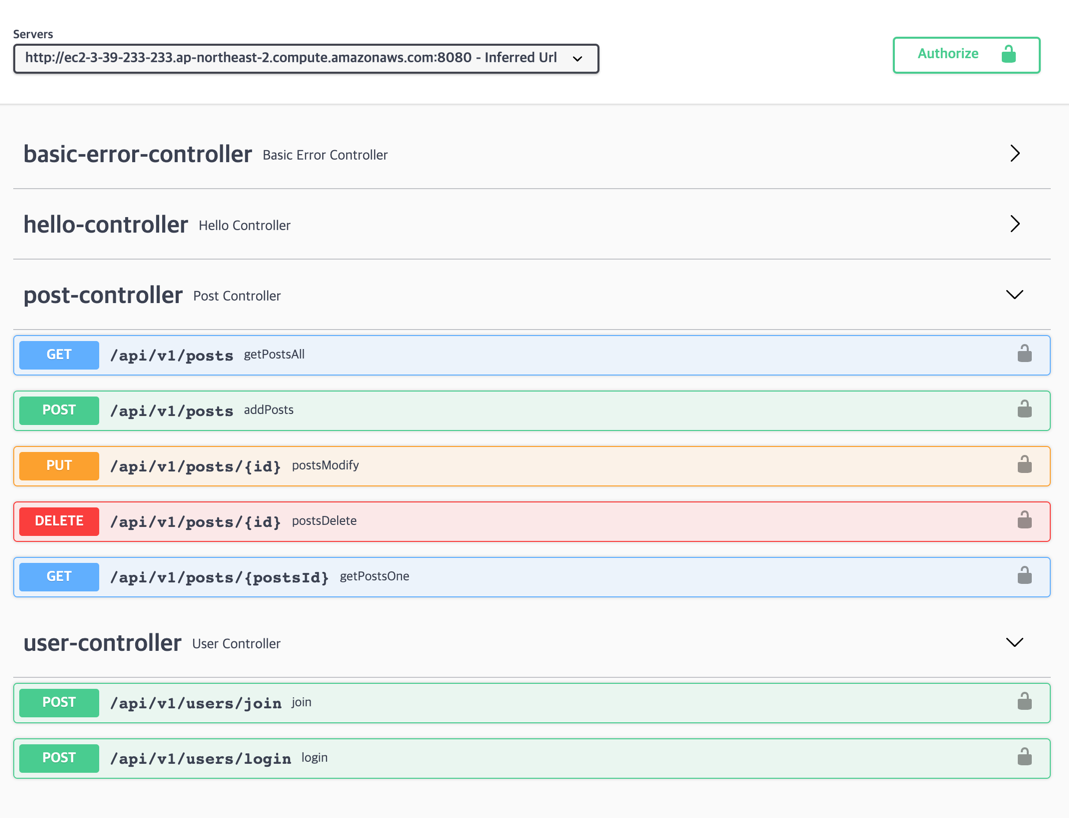 Servers
http://ec2-3-39-233-233.ap-northeast-2.compute.amazonaws.com:8080 - Inferred Url
Authorize
basic-error-controller Basic Error Controller
hello-controller Hello Controller
post-controller Post Controller
GET /api/v1/posts getPostsAll
POST /api/v1/posts addPosts
PUT /api/v1/posts/{id} postsModify
DELETE /api/v1/posts/{id} postsDelete
GET /api/v1/posts/{postsId} getPostsOne
user-controller User Controller
POST /api/v1/users/join join
POST /api/v1/users/login login